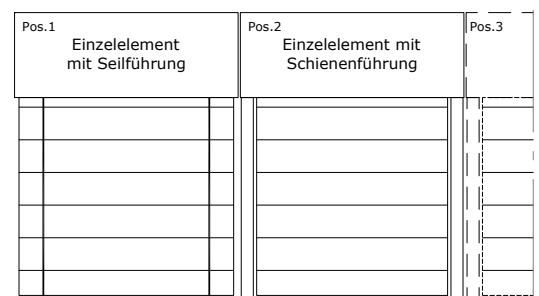 Pos.1
Einzelelement
mit Seilführung
Pos.2
Einzelelement mit
Schienenführung
Pos.3